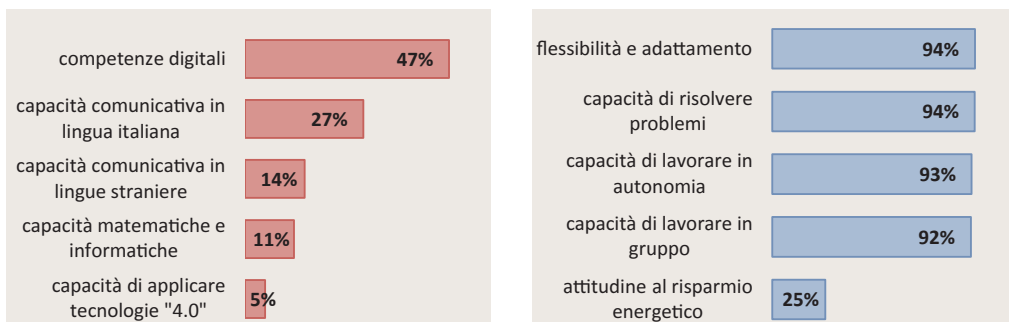 competenze digitali
47%
capacità comunicativa in
lingua italiana
27%
capacità comunicativa in
lingue straniere
14%
capacità matematiche e
informatiche
11%
capacità di applicare
tecnologie "4.0"
5%
flessibilità e adattamento
94%
capacità di risolvere
problemi
94%
capacità di lavorare in
autonomia
93%
capacità di lavorare in
gruppo
92%
attitudine al risparmio
energetico
25%